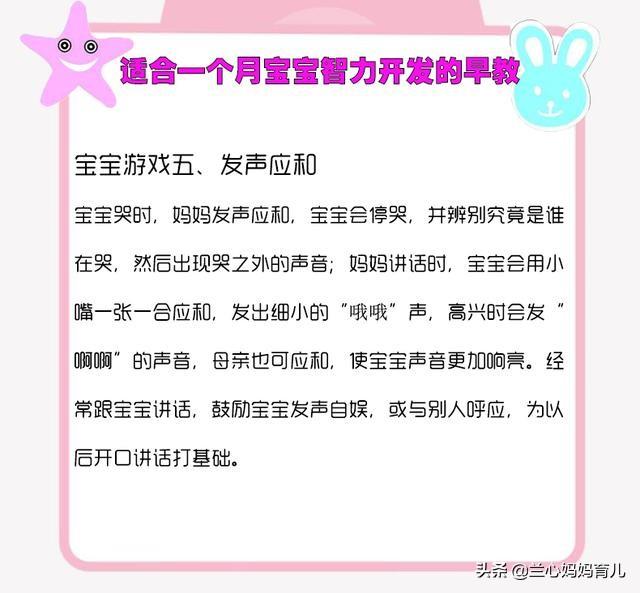 适合一个月宝宝智力开发的早教
宝宝游戏五、发声应和
宝宝哭时，妈妈发声应和，宝宝会停哭，并辨别究竟是谁
在哭，然后出现哭之外的声音；妈妈讲话时，宝宝会用小
嘴一张一合应和，发出细小的“哦哦”声，高兴时会发“
啊啊”的声音，母亲也可应和，使宝宝声音更加响亮。经
常跟宝宝讲话，鼓励宝宝发声自娱，或与别人呼应，为以
后开口讲话打基础。
头条 @兰心妈妈育儿